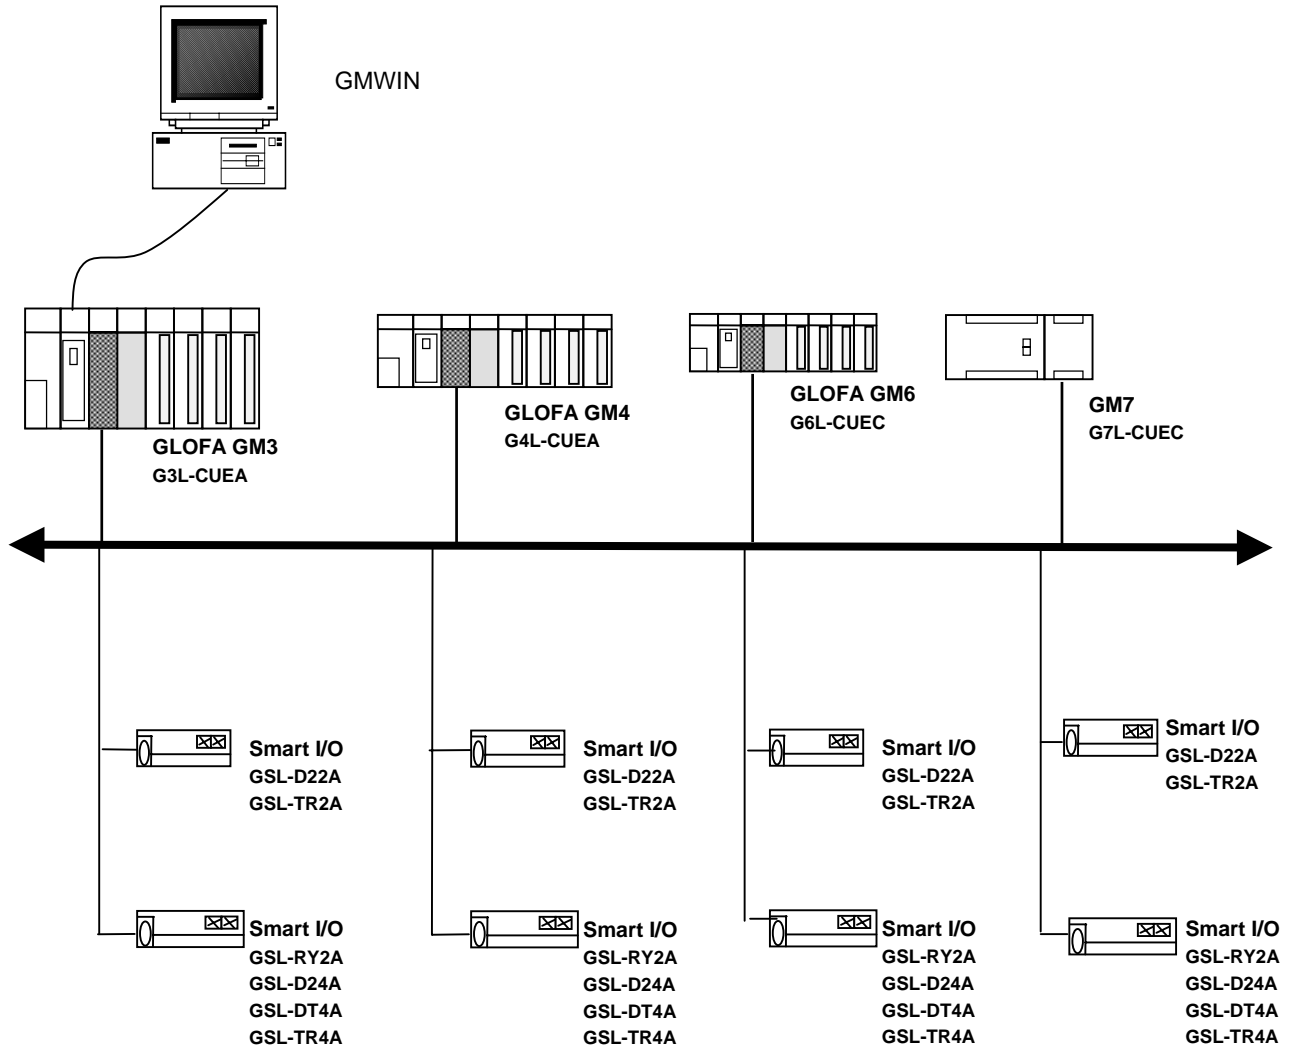 GMWIN
GLOFA GM3
G3L-CUEA
GLOFA GM4
G4L-CUEA
GLOFA GM6
G6L-CUEC
GM7
G7L-CUEC
Smart I/O
GSL-D22A
GSL-TR2A
Smart I/O
GSL-D22A
GSL-TR2A
Smart I/O
GSL-D22A
GSL-TR2A
Smart I/O
GSL-D22A
GSL-TR2A
Smart I/O
GSL-RY2A
GSL-D24A
GSL-DT4A
GSL-TR4A
Smart I/O
GSL-RY2A
GSL-D24A
GSL-DT4A
GSL-TR4A
Smart I/O
GSL-RY2A
GSL-D24A
GSL-DT4A
GSL-TR4A
Smart I/O
GSL-RY2A
GSL-D24A
GSL-DT4A
GSL-TR4A